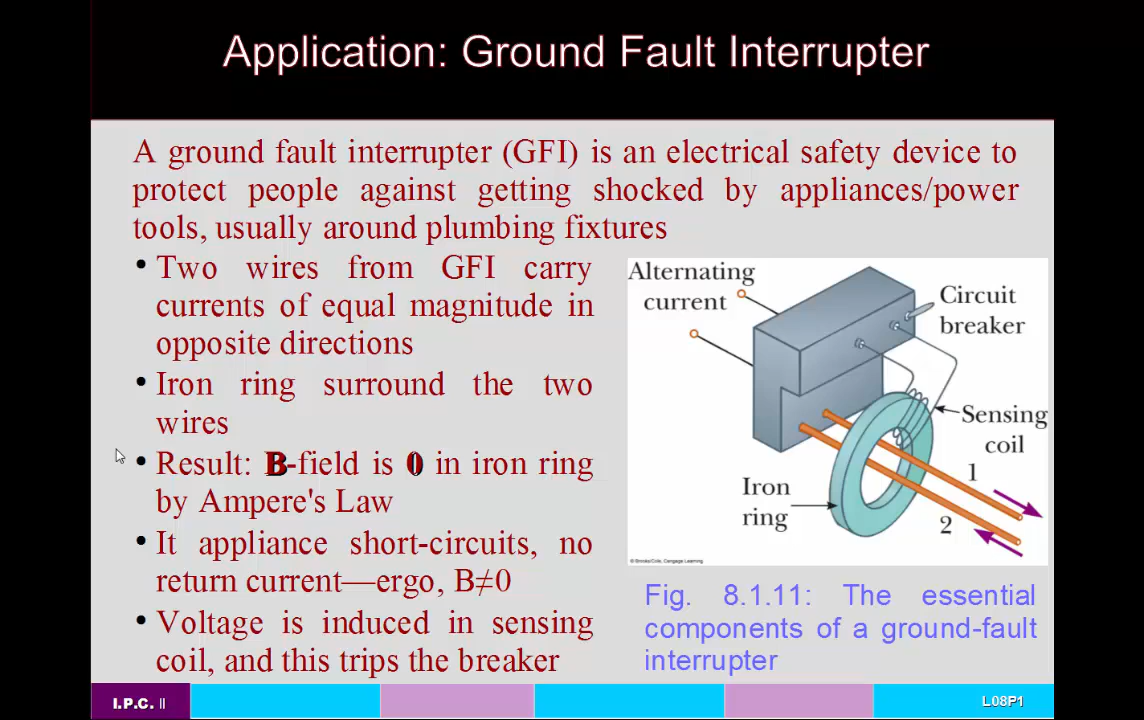 Application: Ground Fault Interrupter
A ground fault interrupter (GFI) is an electrical safety device to
protect people against getting shocked by appliances/power
tools, usually around plumbing fixtures
• Two wires from GFI carry
currents of equal magnitude in
opposite directions
• Iron ring surround the two
wires
• Result: B-field is 0 in iron ring
by Ampere's Law
• It appliance short-circuits, no
return current—ergo, B≠0
• Voltage is induced in sensing
coil, and this trips the breaker
Alternating
current
Circuit
breaker
Sensing
coil
Iron
ring
1
2
© Brooks/Cole, Cengage Learning
Fig. 8.1.11: The essential
components of a ground-fault
interrupter
I.P.C. II
L08P1